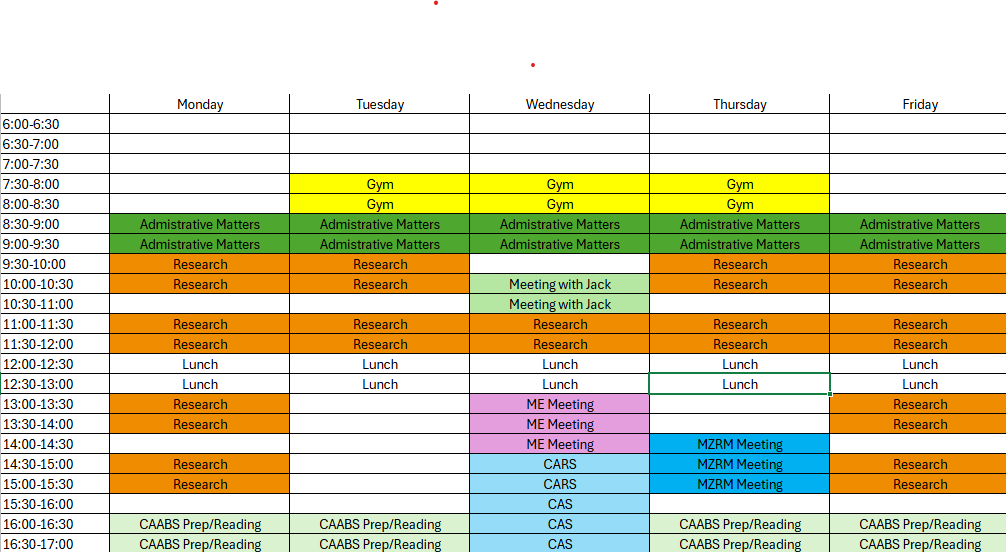 Monday Tuesday Wednesday Thursday Friday
6:00-6:30
6:30-7:00
7:00-7:30
7:30-8:00 Gym Gym Gym
8:00-8:30 Gym Gym Gym
8:30-9:00 Admistrative Matters Admistrative Matters Admistrative Matters Admistrative Matters Admistrative Matters
9:00-9:30 Admistrative Matters Admistrative Matters Admistrative Matters Admistrative Matters Admistrative Matters
9:30-10:00 Research Research Research Research
10:00-10:30 Research Research Meeting with Jack Research Research
10:30-11:00 Meeting with Jack
11:00-11:30 Research Research Research Research Research
11:30-12:00 Research Research Research Research Research
12:00-12:30 Lunch Lunch Lunch Lunch Lunch
12:30-13:00 Lunch Lunch Lunch Lunch Lunch
13:00-13:30 Research ME Meeting Research
13:30-14:00 Research ME Meeting Research
14:00-14:30 ME Meeting MZRM Meeting
14:30-15:00 Research CARS MZRM Meeting Research
15:00-15:30 Research CARS MZRM Meeting Research
15:30-16:00 CAS
16:00-16:30 CAABS Prep/Reading CAABS Prep/Reading CAS CAABS Prep/Reading CAABS Prep/Reading
16:30-17:00 CAABS Prep/Reading CAABS Prep/Reading CAS CAABS Prep/Reading CAABS Prep/Reading